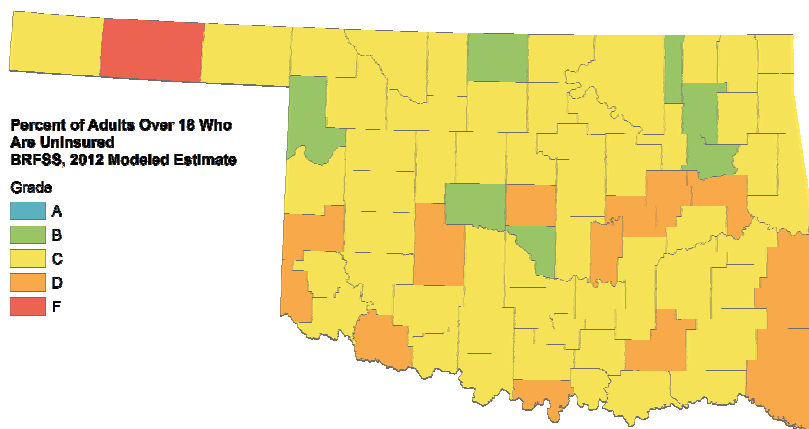 Percent of Adults Over 18 Who
Are Uninsured
BRFSS, 2012 Modeled Estimate
Grade
A
B
C
D
F